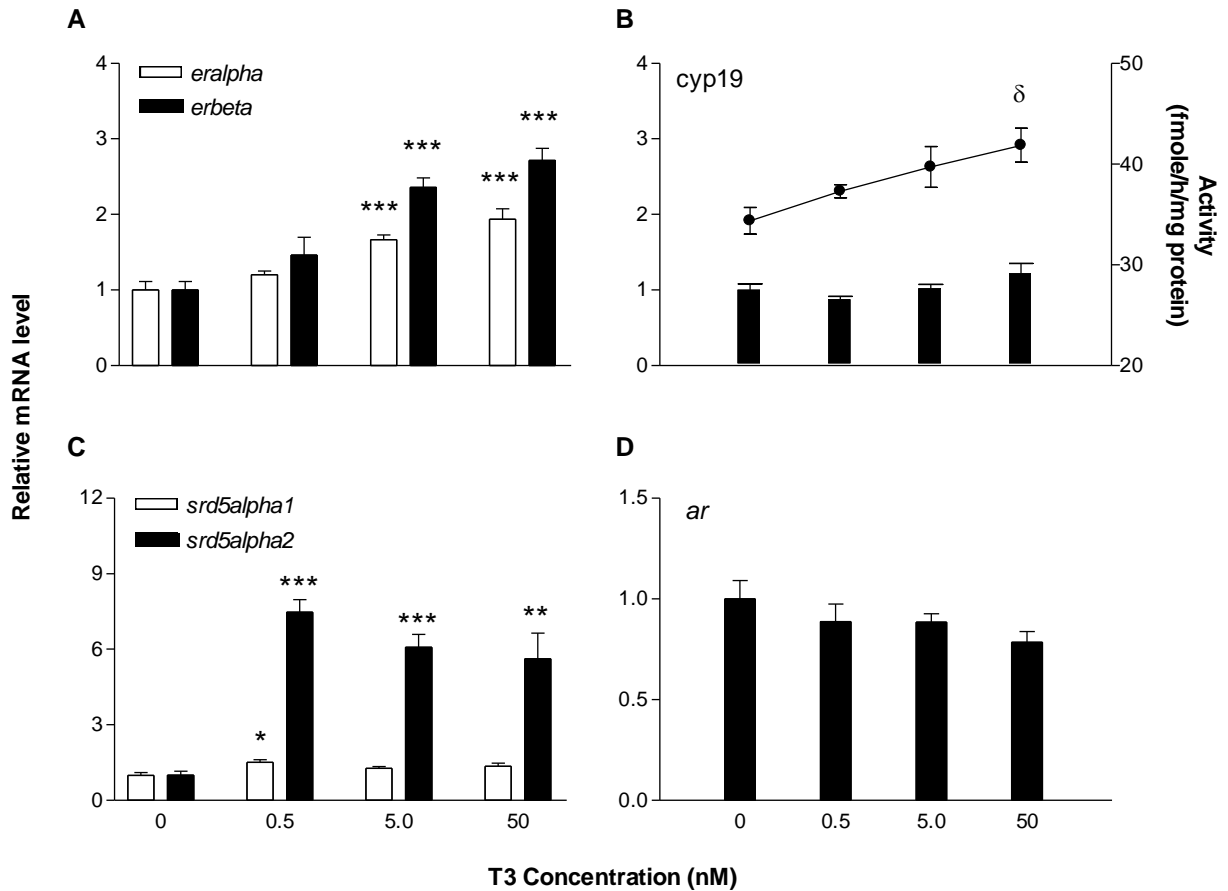 A
eralpha
erbeta
4
3
2
1
0
***
***
***
***
B
cyp19
4
3
2
1
0
δ
50
40
30
20
Activity
(fmole/h/mg protein)
Relative mRNA level
C
srd5alpha1
srd5alpha2
12
9
6
3
0
*
***
***
**
0 0.5 5.0 50
D
ar
1.5
1.0
0.5
0.0
0 0.5 5.0 50
T3 Concentration (nM)